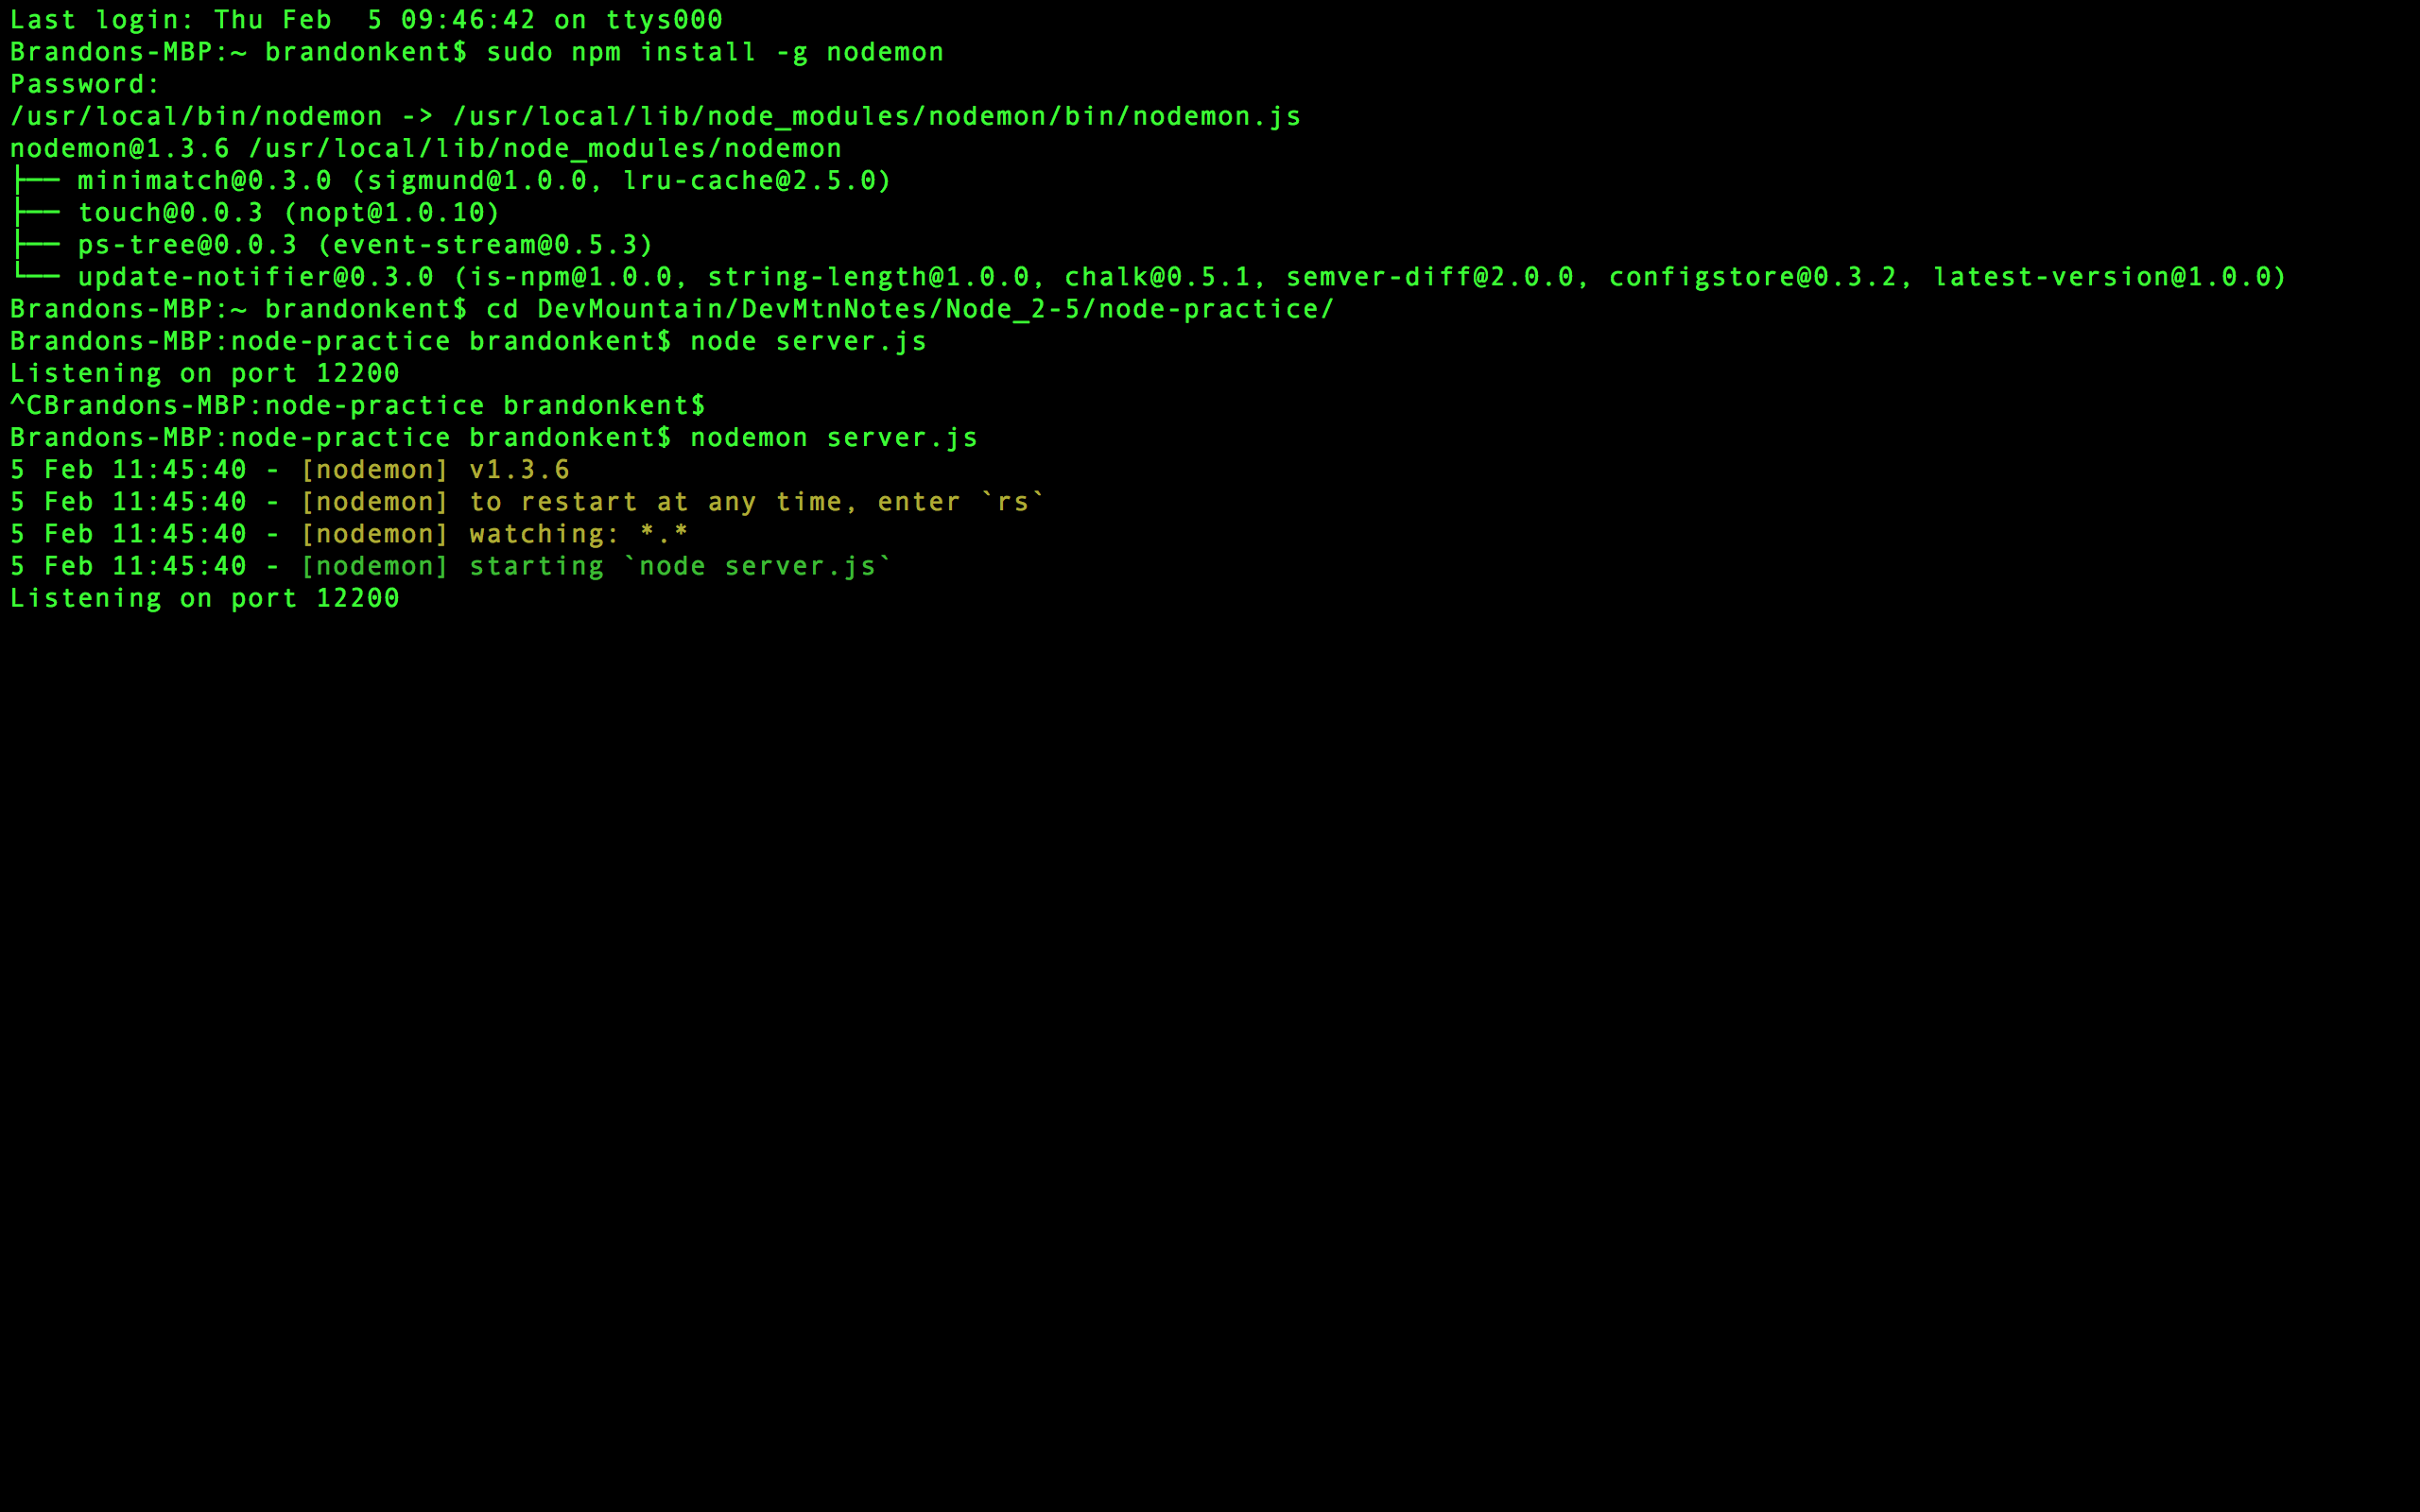 Last login: Thu Feb  5 09:46:42 on ttys000
Brandons-MBP:~ brandonkent$ sudo npm install -g nodemon
Password:
/usr/local/bin/nodemon -> /usr/local/lib/node_modules/nodemon/bin/nodemon.js
nodemon@1.3.6 /usr/local/lib/node_modules/nodemon
├── minimatch@0.3.0 (sigmund@1.0.0, lru-cache@2.5.0)
├── touch@0.0.3 (nopt@1.0.10)
├── ps-tree@0.0.3 (event-stream@0.5.3)
└── update-notifier@0.3.0 (is-npm@1.0.0, string-length@1.0.0, chalk@0.5.1, semver-diff@2.0.0, configstore@0.3.2, latest-version@1.0.0)
Brandons-MBP:~ brandonkent$ cd DevMountain/DevMtnNotes/Node_2-5/node-practice/
Brandons-MBP:node-practice brandonkent$ node server.js
Listening on port 12200
^CBrandons-MBP:node-practice brandonkent$
Brandons-MBP:node-practice brandonkent$ nodemon server.js
5 Feb 11:45:40 - [nodemon] v1.3.6
5 Feb 11:45:40 - [nodemon] to restart at any time, enter `rs`
5 Feb 11:45:40 - [nodemon] watching: *.*
5 Feb 11:45:40 - [nodemon] starting `node server.js`
Listening on port 12200